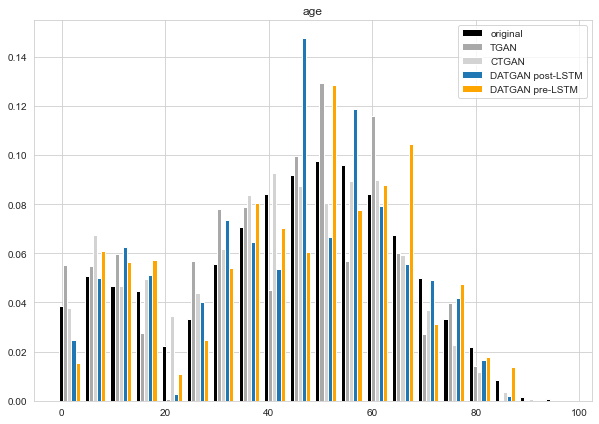 age
original
TGAN
CTGAN
DATGAN post-LSTM
DATGAN pre-LSTM
0.14
0.12
0.10
0.08
0.06
0.04
0.02
0.00
0 20 40 60 80 100